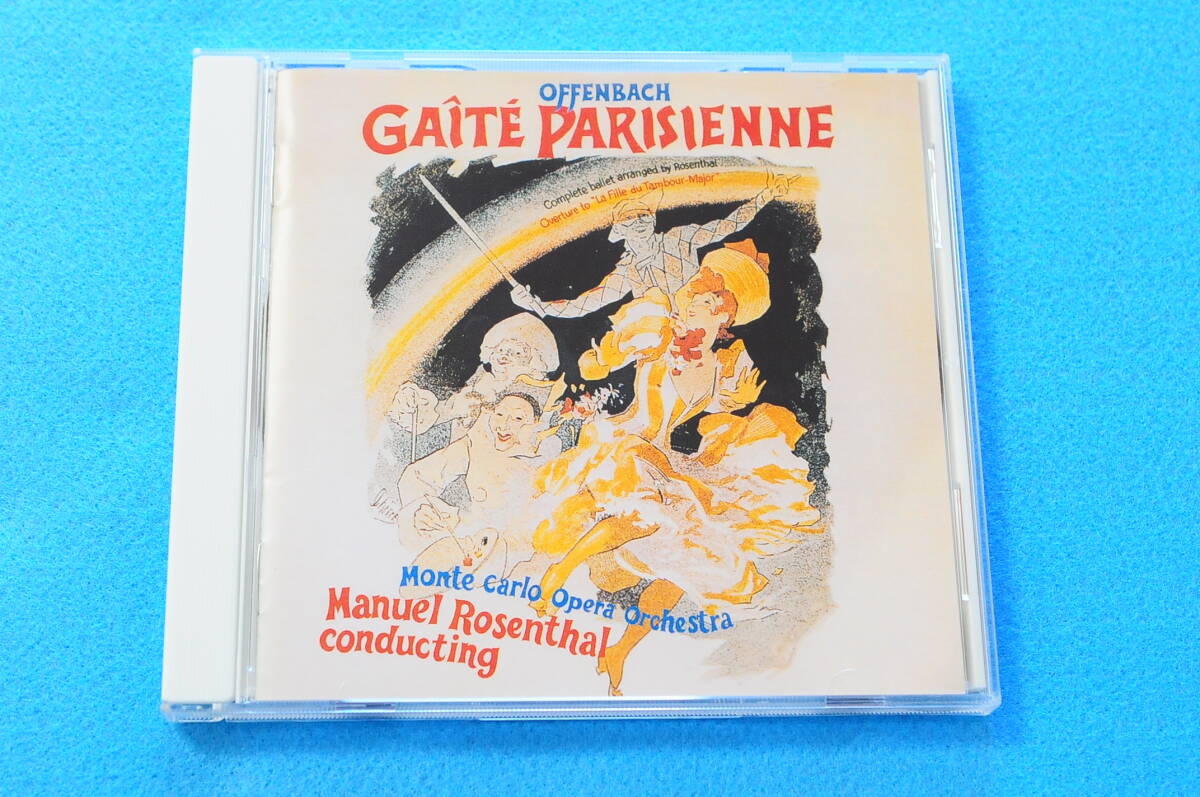 OFFENBACH
GAÎTÉ PARISIENNE
Complete ballet arranged by Rosenthal
Overture to "La Fille du Tambour-Major"
Monte Carlo Opera Orchestra
Manuel Rosenthal
conducting